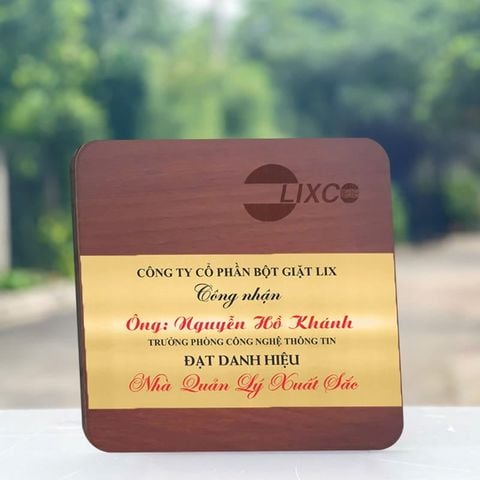 LIXCO
CÔNG TY CỔ PHẦN BỘT GIẶT LIX
Công nhận
Ông: Nguyễn Hồ Khánh
TRƯỞNG PHÒNG CÔNG NGHỆ THÔNG TIN
ĐẠT DANH HIỆU
Nhà Quản Lý Xuất Sắc